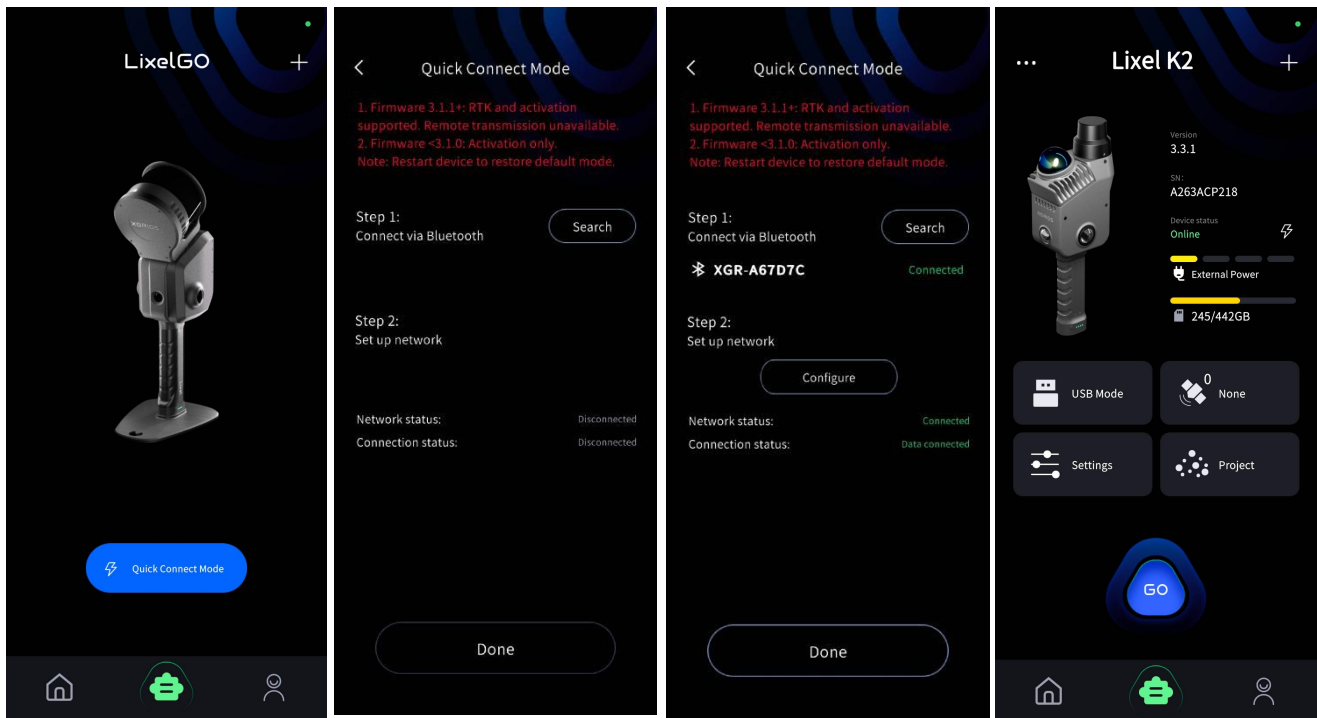 LixelGO
XGRIDS
Lixel
Quick Connect Mode
Quick Connect Mode
1. Firmware 3.1.1+: RTK and activation
supported. Remote transmission unavailable.
2. Firmware <3.1.0: Activation only.
Note: Restart device to restore default mode.
Step 1:
Connect via Bluetooth
Search
Step 2:
Set up network
Network status:
Disconnected
Connection status:
Disconnected
Done
Quick Connect Mode
1. Firmware 3.1.1+: RTK and activation
supported. Remote transmission unavailable.
2. Firmware <3.1.0: Activation only.
Note: Restart device to restore default mode.
Step 1:
Connect via Bluetooth
Search
XGR-A67D7C
Connected
Step 2:
Set up network
Configure
Network status:
Connected
Connection status:
Data connected
Done
Lixel K2
Version
3.3.1
SN:
A263ACP218
Device status
Online
External Power
245/442GB
XGRIDS
USB Mode
0
None
Settings
Project
GO